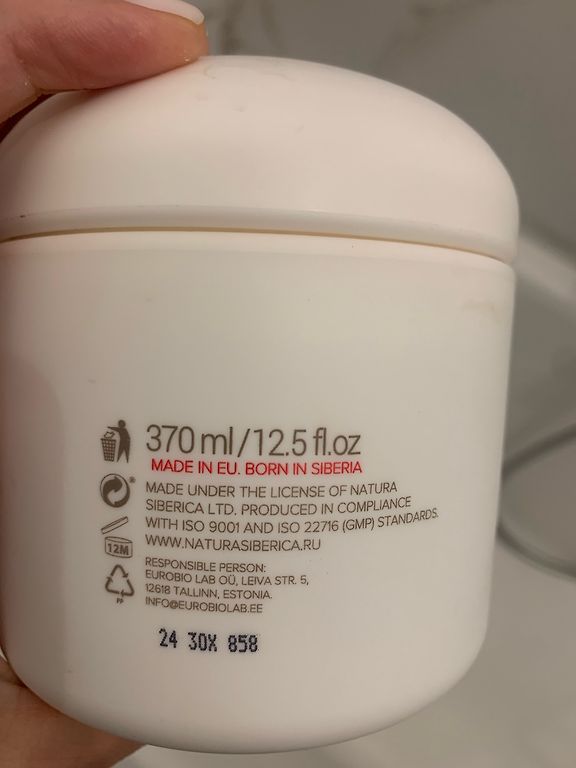 370 ml/12.5 fl.oz
MADE IN EU. BORN IN SIBERIA
MADE UNDER THE LICENSE OF NATURA
SIBERICA LTD. PRODUCED IN COMPLIANCE
WITH ISO 9001 AND ISO 22716 (GMP) STANDARDS.
WWW.NATURASIBERICA.RU
12M
RESPONSIBLE PERSON:
EUROBIO LAB OÜ, LEIVA STR. 5,
12618 TALLINN, ESTONIA.
INFO@EUROBIOLAB.EE
PP
24 30X 858